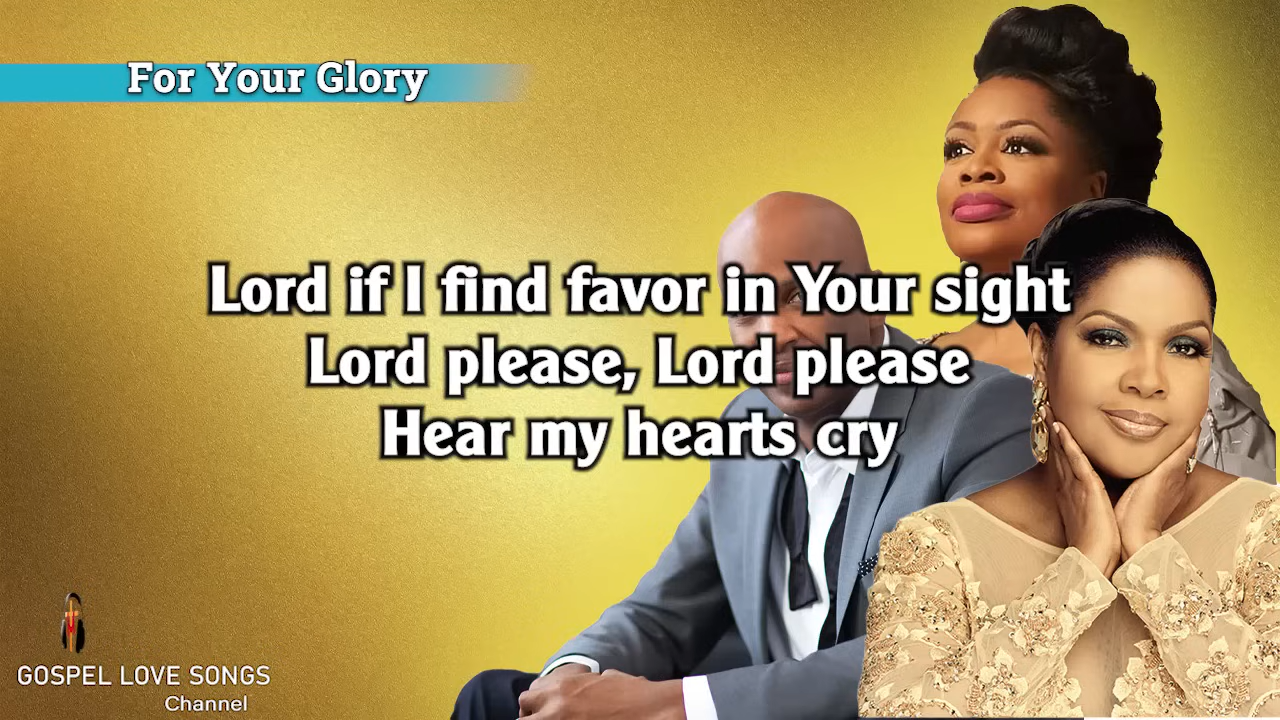 For Your Glory
Lord if I find favor in Your sight
Lord please, Lord please
Hear my hearts cry
GOSPEL LOVE SONGS
Channel